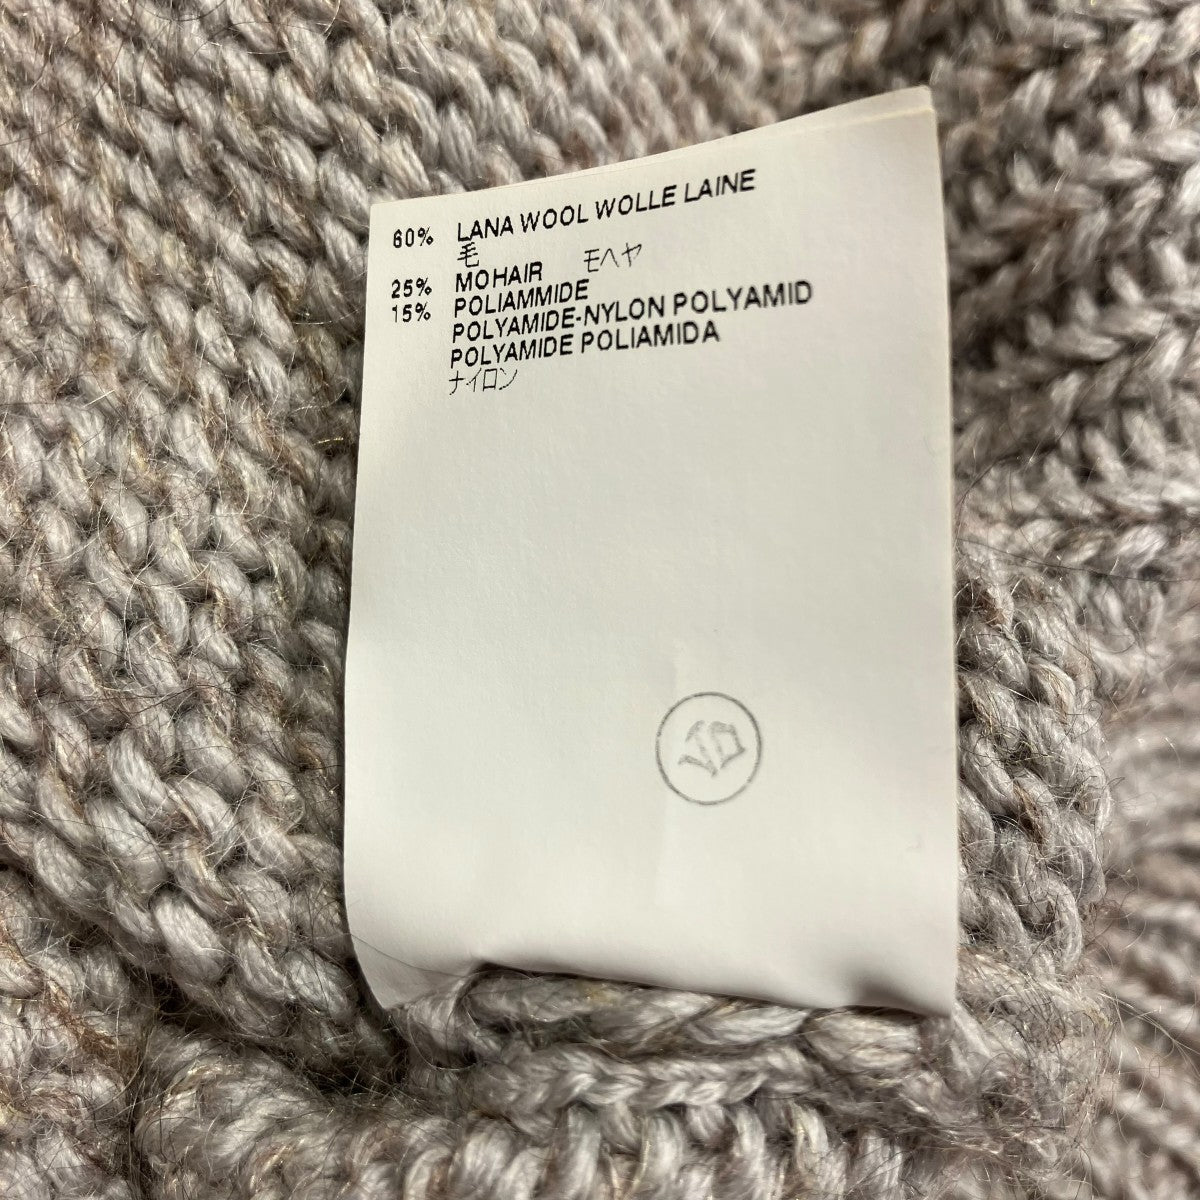 60% LANA WOOL WOLLE LAINE
毛
25% MOHAIR モヘヤ
15% POLIAMMIDE
POLYAMIDE-NYLON POLYAMID
POLYAMIDE POLIAMIDA
ナイロン